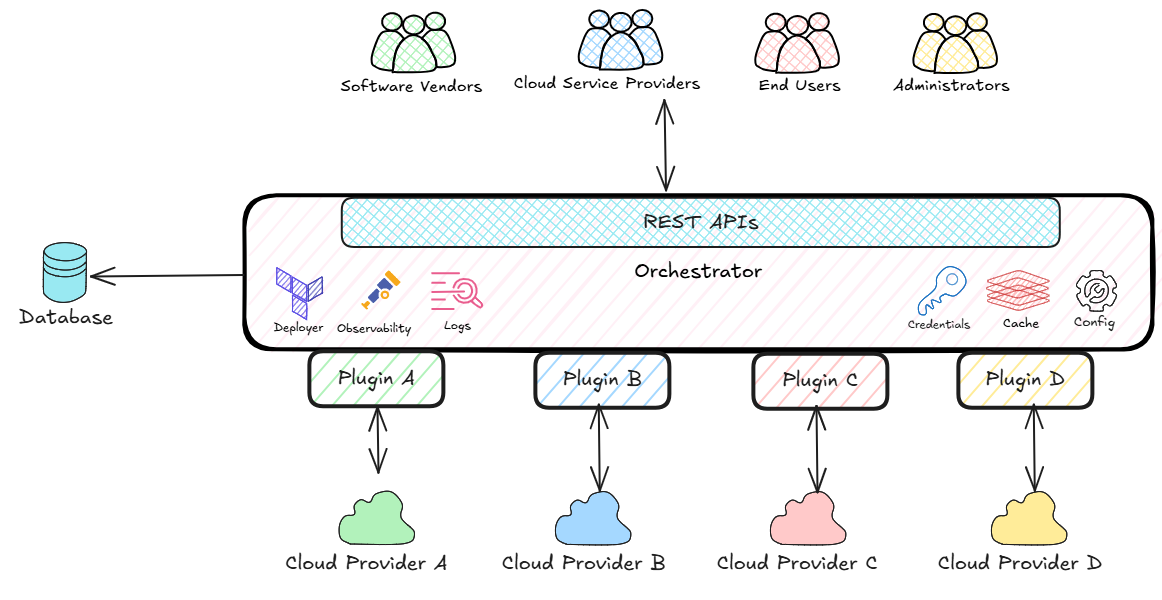 Software Vendors
Cloud Service Providers
End Users
Administrators
REST APIs
Orchestrator
Database
Deployer
Observability
Logs
Credentials
Cache
Config
Plugin A
Plugin B
Plugin C
Plugin D
Cloud Provider A
Cloud Provider B
Cloud Provider C
Cloud Provider D